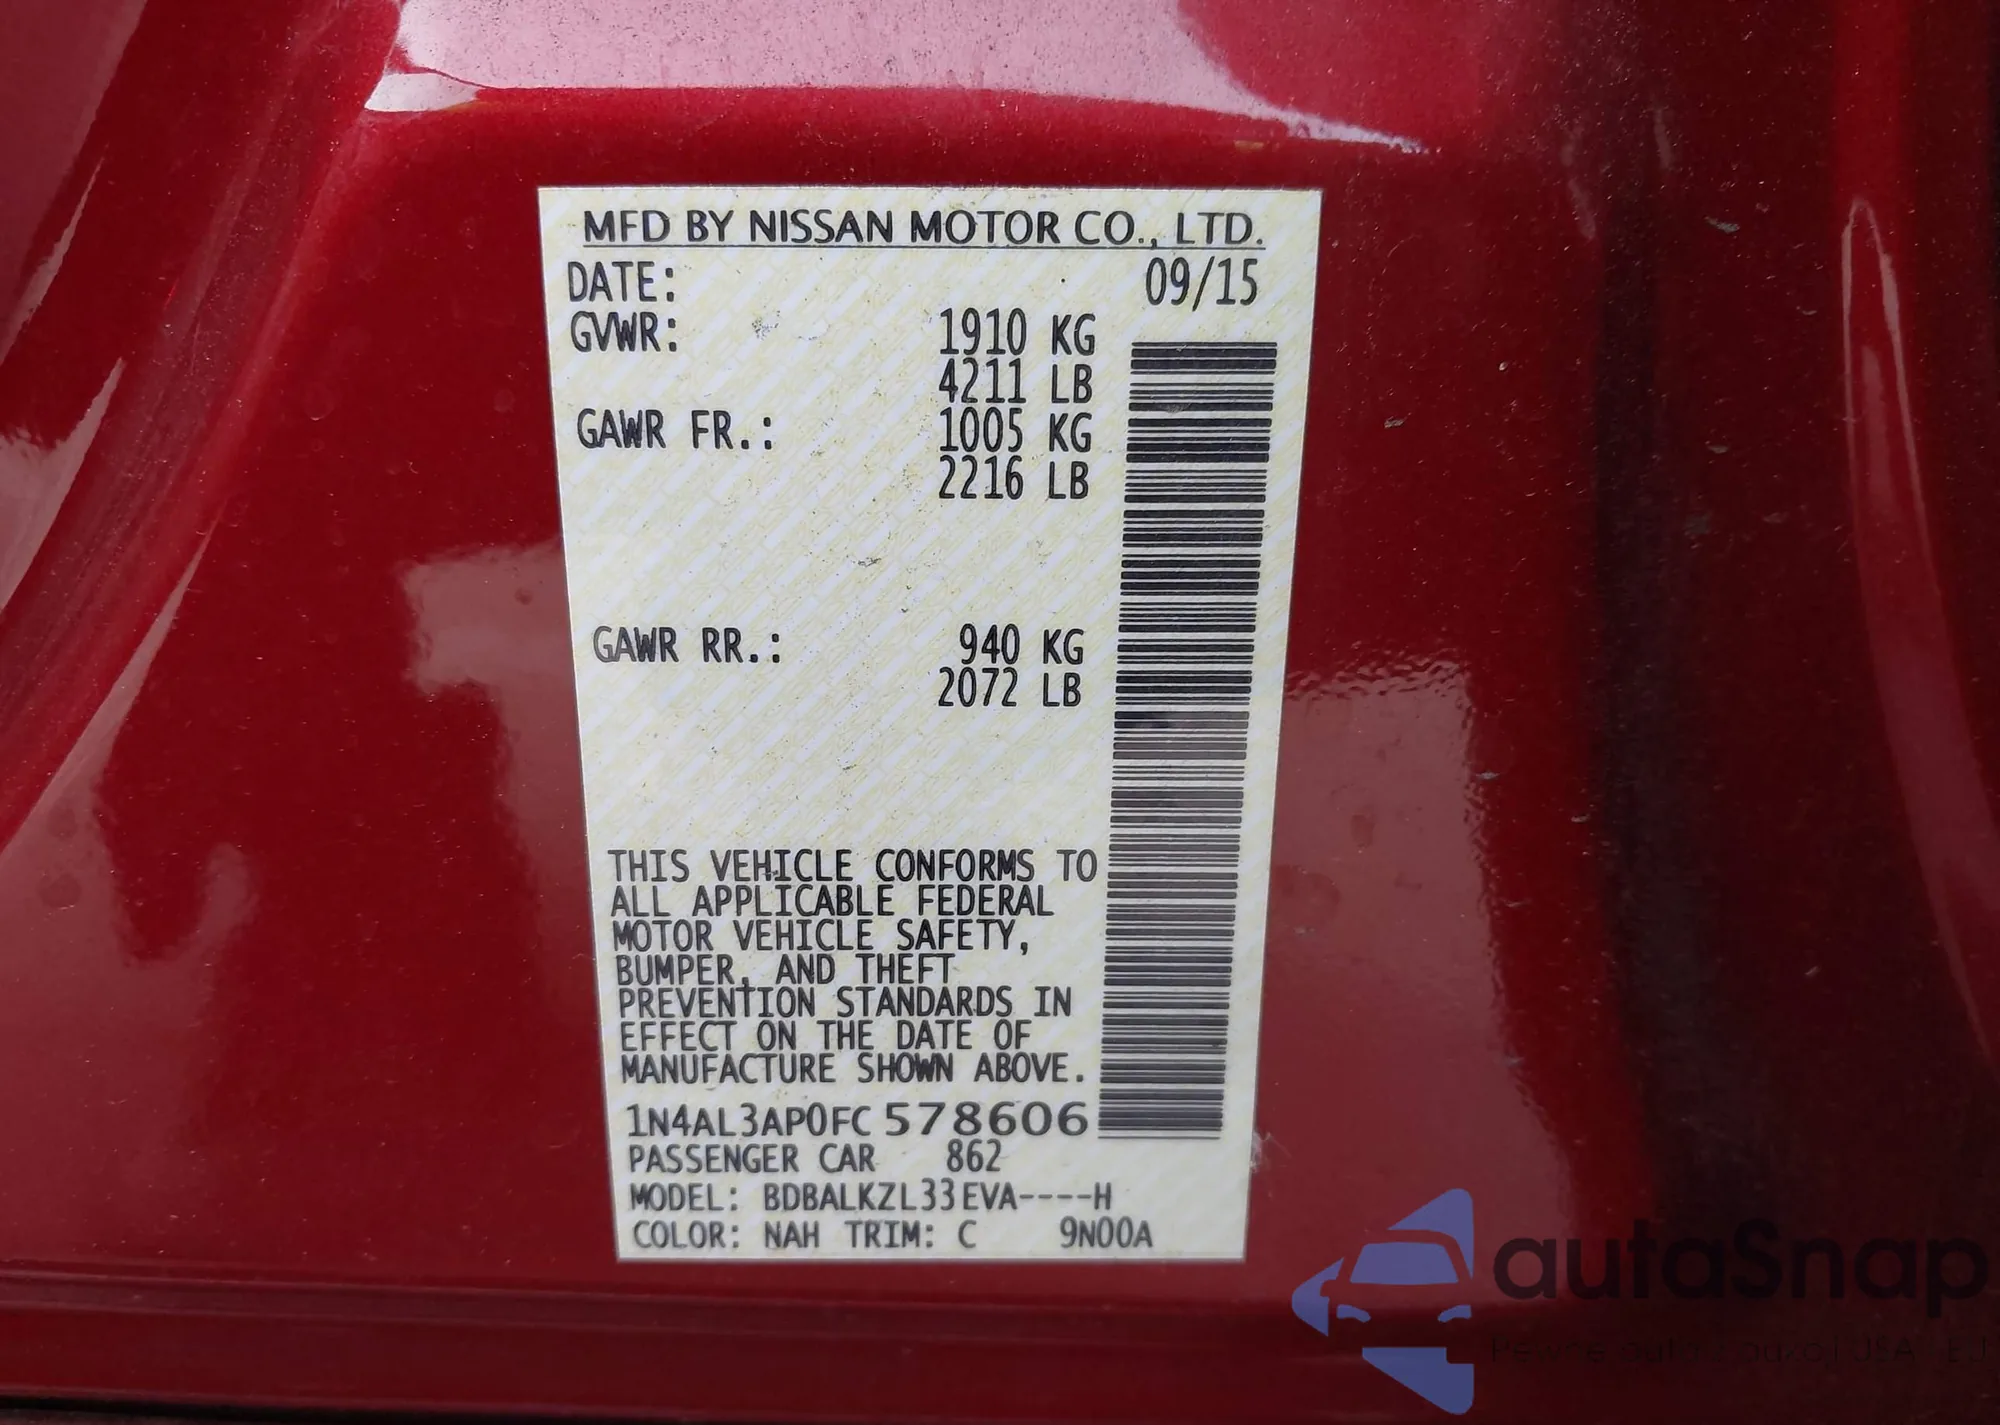 MFD BY NISSAN MOTOR CO., LTD.
DATE: 09/15
GVWR: 1910 KG
4211 LB
GAWR FR.: 1005 KG
2216 LB
GAWR RR.: 940 KG
2072 LB
THIS VEHICLE CONFORMS TO
ALL APPLICABLE FEDERAL
MOTOR VEHICLE SAFETY,
BUMPER, AND THEFT
PREVENTION STANDARDS IN
EFFECT ON THE DATE OF
MANUFACTURE SHOWN ABOVE.
1N4AL3AP0FC578606
PASSENGER CAR 862
MODEL: BDBALKZL33EVA----H
COLOR: NAH TRIM: C 9N00A
autaSnap
USA